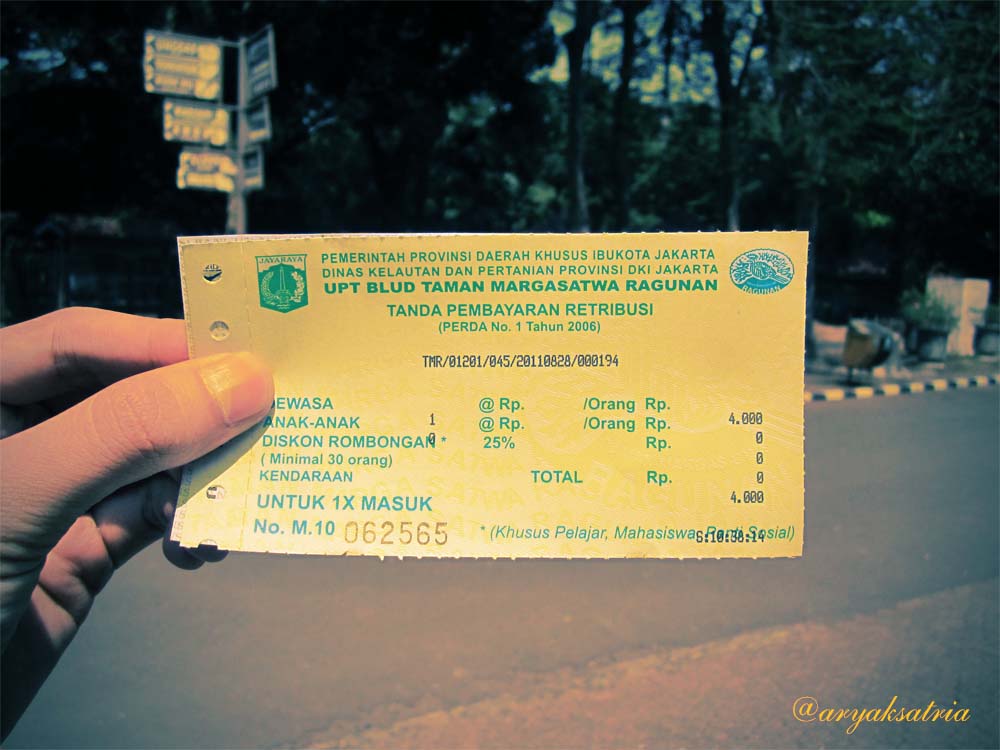 JAYARAYA
PEMERINTAH PROVINSI DAERAH KHUSUS IBUKOTA JAKARTA
DINAS KELAUTAN DAN PERTANIAN PROVINSI DKI JAKARTA
UPT BLUD TAMAN MARGASATWA RAGUNAN
RAGUNAN
TANDA PEMBAYARAN RETRIBUSI
(PERDA No. 1 Tahun 2006)
TMR/01201/045/20110828/000194
EWASA @ Rp. /Orang Rp. 4.000
ANAK-ANAK 1 @ Rp. /Orang Rp. 0
DISKON ROMBONGAN * 0 25% Rp. 0
( Minimal 30 orang)
KENDARAAN TOTAL Rp. 4.000
UNTUK 1X MASUK
No. M.10 062565 * (Khusus Pelajar, Mahasiswa, Panti Sosial)
@aryaksatria